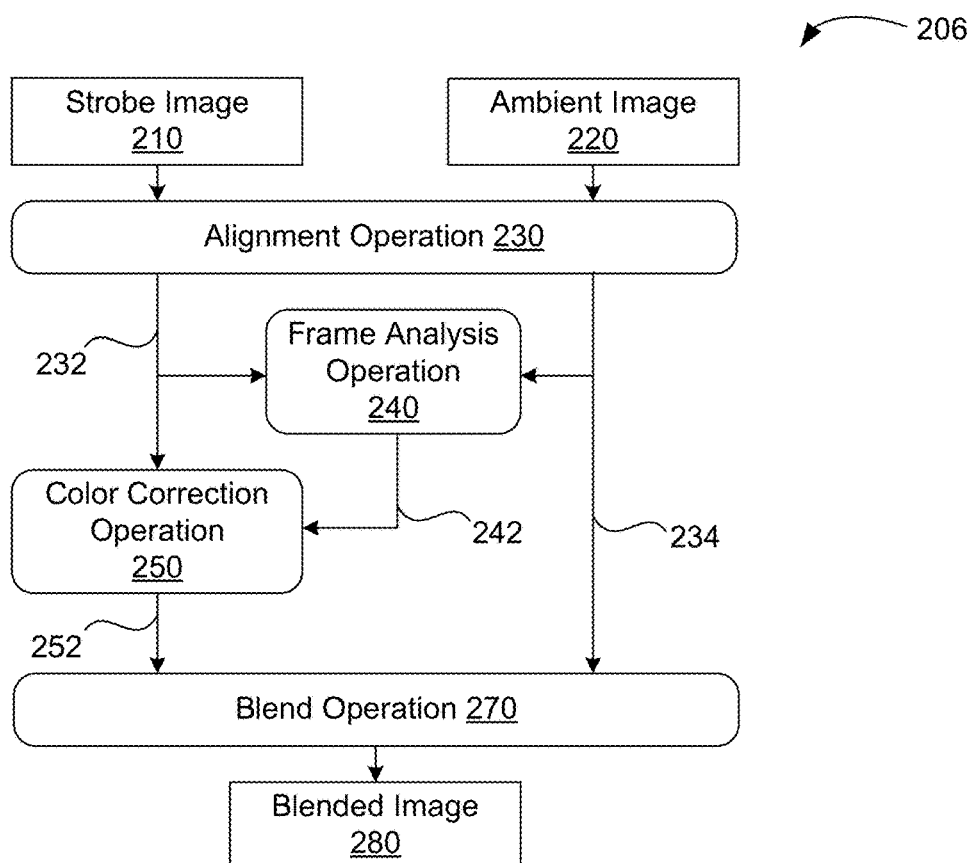 206
Strobe Image
210
Ambient Image
220
Alignment Operation 230
232
Frame Analysis
Operation
240
Color Correction
Operation
250
242
234
252
Blend Operation 270
Blended Image
280